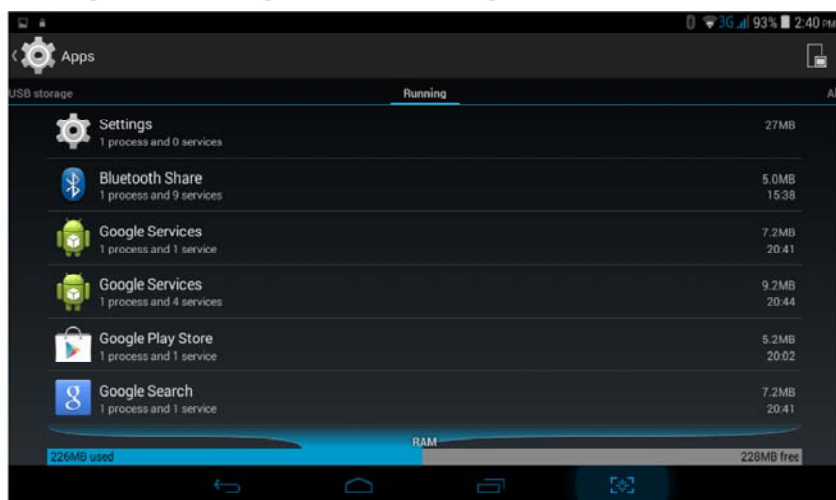 3G 93% 2:40 PM
Apps
USB storage Running Al
Settings 27MB
1 process and 0 services
Bluetooth Share 5.0MB
1 process and 9 services 15:38
Google Services 7.2MB
1 process and 1 service 20:41
Google Services 9.2MB
1 process and 4 services 20:44
Google Play Store 5.2MB
1 process and 1 service 20:02
Google Search 7.2MB
1 process and 1 service 20:41
RAM
226MB used 228MB free